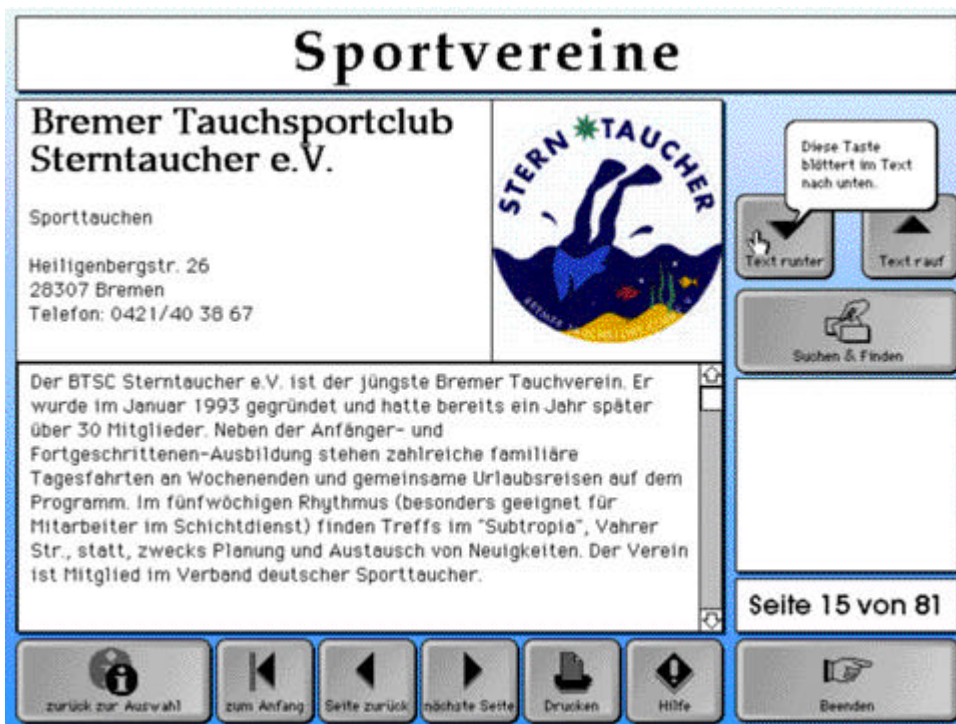 Sportvereine
Bremer Tauchsportclub
Sterntaucher e.V.
Sporttauchen
Heiligenbergstr. 26
28307 Bremen
Telefon: 0421/40 38 67
STERN TAUCHER
Diese Taste
blättert im Text
nach unten.
Text runter
Text rauf
Suchen & Finden
Der BTSC Sterntaucher e.V. ist der jüngste Bremer Tauchverein. Er
wurde im Januar 1993 gegründet und hatte bereits ein Jahr später
über 30 Mitglieder. Neben der Anfänger- und
Fortgeschrittenen-Ausbildung stehen zahlreiche familiäre
Tagesfahrten an Wochenenden und gemeinsame Urlaubsreisen auf dem
Programm. Im fünfwöchigen Rhythmus (besonders geeignet für
Mitarbeiter im Schichtdienst) finden Treffs im "Subtropia", Vahrer
Str., statt, zwecks Planung und Austausch von Neuigkeiten. Der Verein
ist Mitglied im Verband deutscher Sporttaucher.
Seite 15 von 81
zurück zur Auswahl
zum Anfang
Seite zurück
nächste Seite
Drucken
Hilfe
Beenden